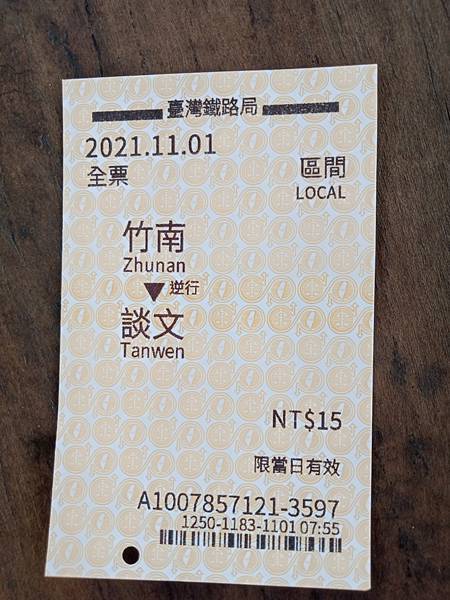 臺灣鐵路局
2021.11.01
全票
區間
LOCAL
竹南
Zhunan
逆行
談文
Tanwen
NT$15
限當日有效
A1007857121-3597
1250-1183-1101 07:55